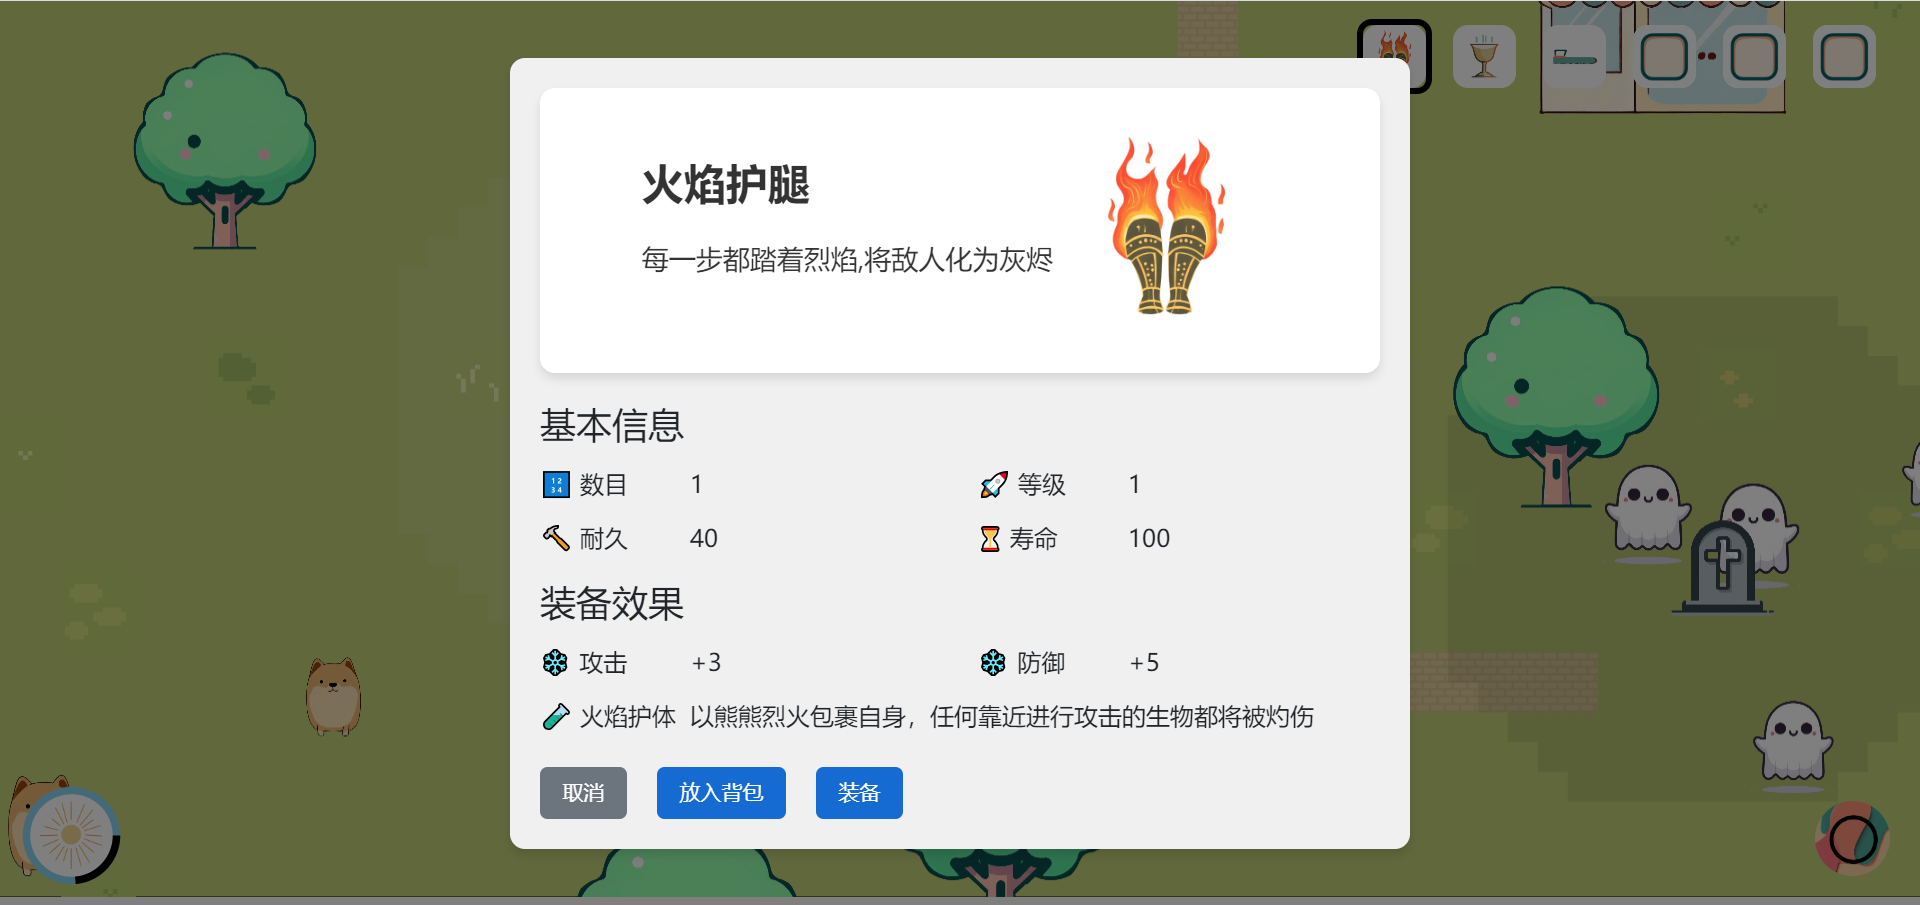 火焰护腿
每一步都踏着烈焰,将敌人化为灰烬
基本信息
数目 1 等级 1
耐久 40 寿命 100
装备效果
攻击 +3 防御 +5
火焰护体 以熊熊烈火包裹自身，任何靠近进行攻击的生物都将被灼伤
取消 放入背包 装备